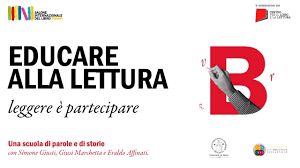 SALONE
INTERNAZIONALE
DEL LIBRO
EDUCARE
ALLA LETTURA
leggere è partecipare
B
Una scuola di parole e di storie
con Simone Giusti, Giusi Marchetta e Eraldo Affinati.